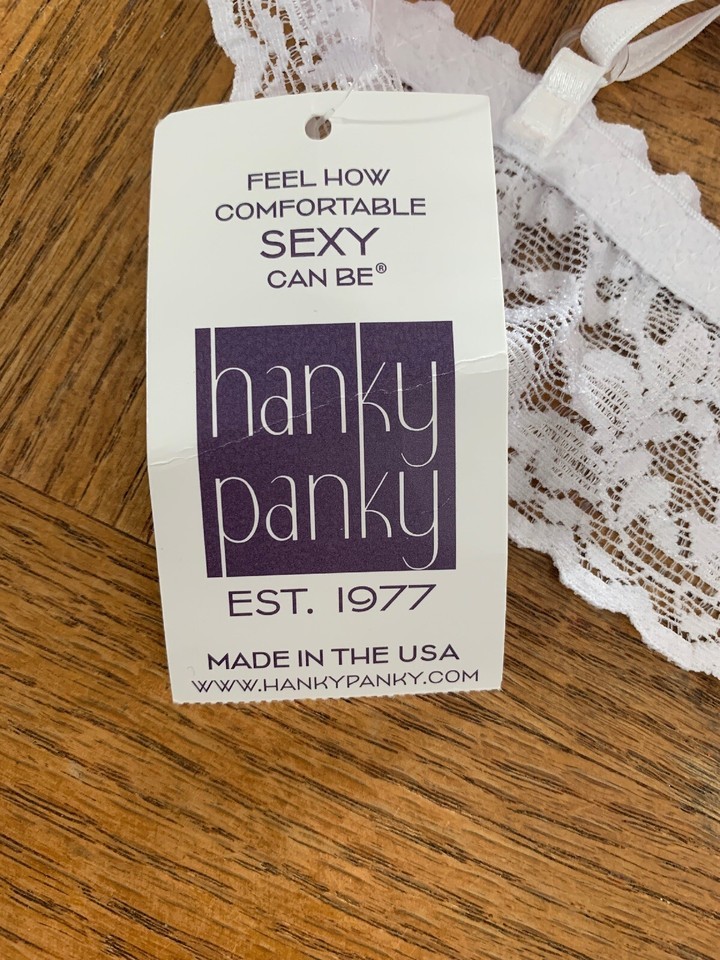 FEEL HOW
COMFORTABLE
SEXY
CAN BE®
hanky
panky
EST. 1977
MADE IN THE USA
WWW.HANKYPANKY.COM